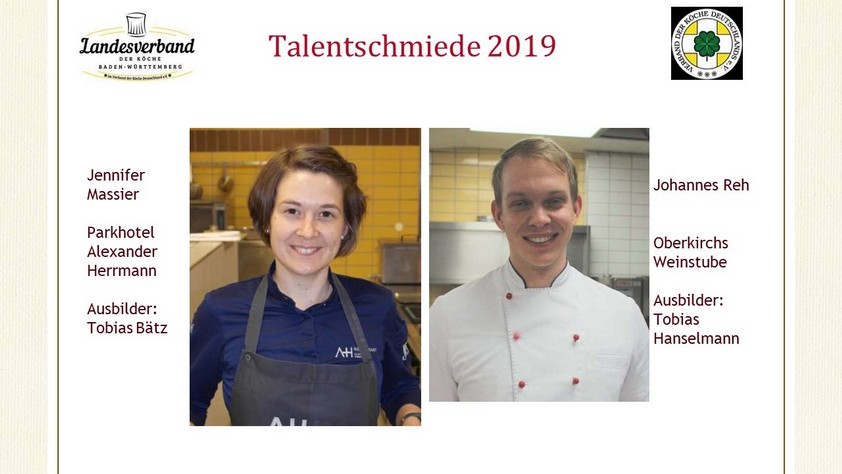 Landesverband
DER KÖCHE
BADEN-WÜRTTEMBERG
im Verband der Köche Deutschlands e.V.
Talentschmiede 2019
VERBAND DER KÖCHE DEUTSCHLANDS e.V.
Jennifer
Massier
Parkhotel
Alexander
Herrmann
Ausbilder:
Tobias Bätz
A+H
AH
Johannes Reh
Oberkirchs
Weinstube
Ausbilder:
Tobias
Hanselmann